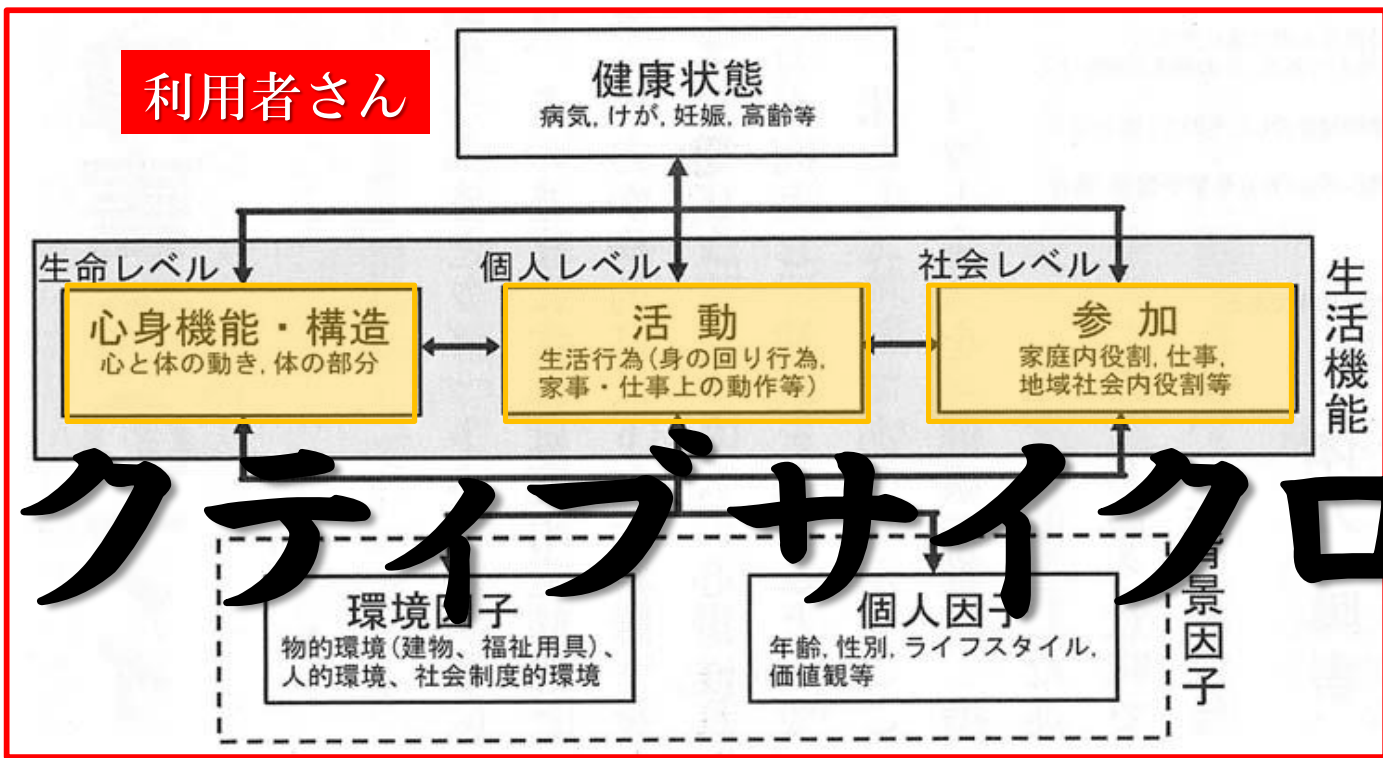 利用者さん
健康状態
病気, けが, 妊娠, 高齢等
生命レベル
個人レベル
社会レベル
生活機能
心身機能・構造
心と体の動き, 体の部分
活動
生活行為(身の回り行為,
家事・仕事上の動作等)
参加
家庭内役割, 仕事,
地域社会内役割等
クティブサイクロ
背景因子
環境因子
物的環境(建物、福祉用具)、
人的環境、社会制度的環境
個人因子
年齢, 性別, ライフスタイル,
価値観等